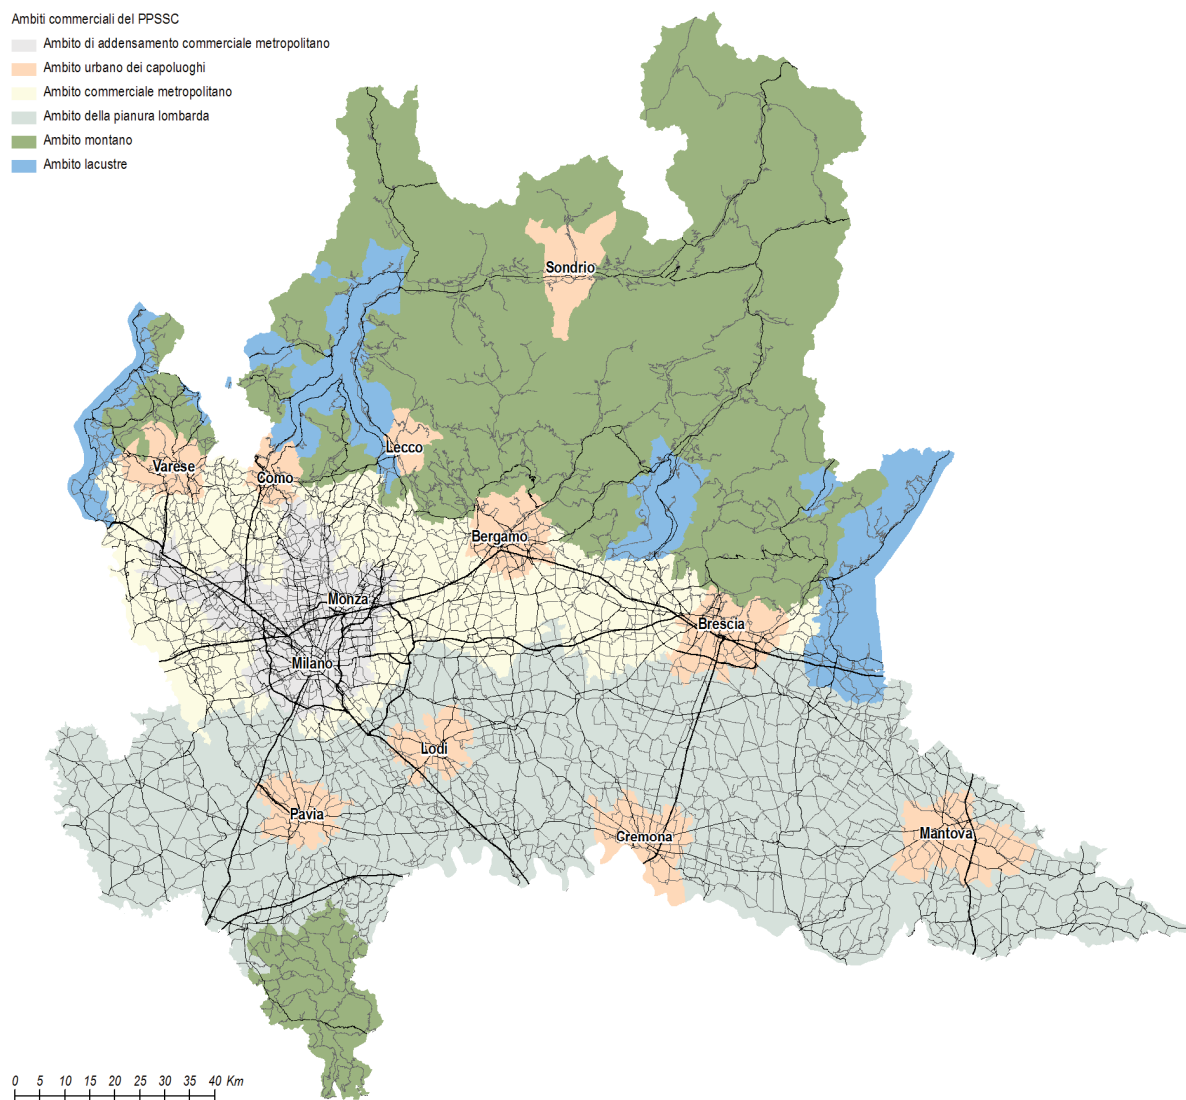 Ambiti commerciali del PPSSC
Ambito di addensamento commerciale metropolitano
Ambito urbano dei capoluoghi
Ambito commerciale metropolitano
Ambito della pianura lombarda
Ambito montano
Ambito lacustre
Sondrio
Lecco
Varese
Como
Bergamo
Monza
Brescia
Milano
Lodi
Pavia
Cremona
Mantova
0 5 10 15 20 25 30 35 40 Km